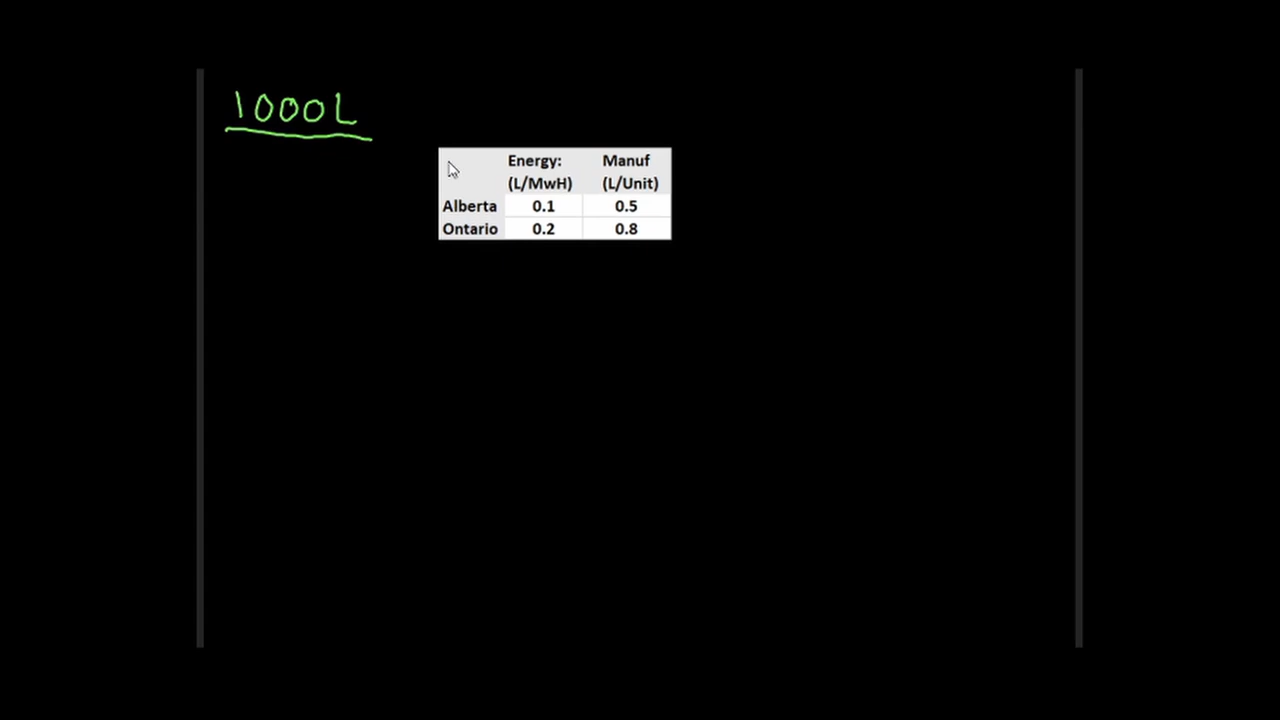 1000L
Energy: Manuf
(L/MwH) (L/Unit)
Alberta 0.1 0.5
Ontario 0.2 0.8